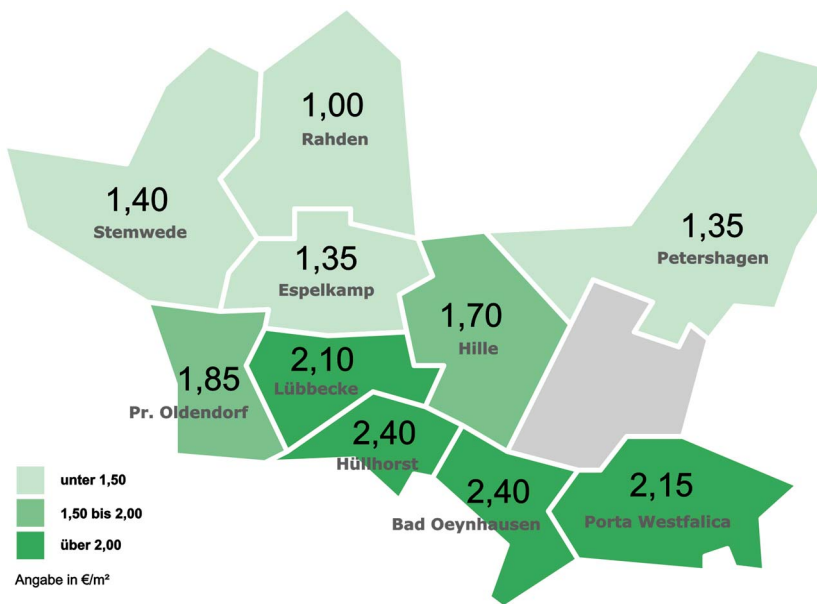 1,00
Rahden
1,40
Stemwede
1,35
Petershagen
1,35
Espelkamp
1,70
Hille
2,10
Lübbecke
1,85
Pr. Oldendorf
2,40
Hüllhorst
2,40
Bad Oeynhausen
2,15
Porta Westfalica
unter 1,50
1,50 bis 2,00
über 2,00
Angabe in €/m²